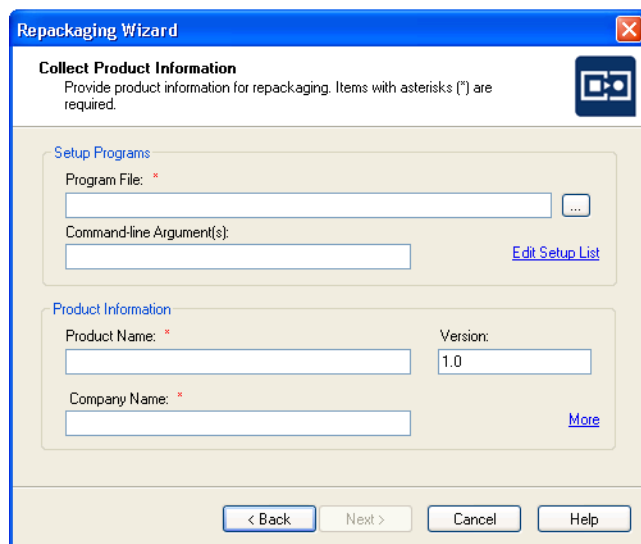 Repackaging Wizard
Collect Product Information
Provide product information for repackaging. Items with asterisks (*) are
required.
Setup Programs
Program File: *
...
Command-line Argument(s):
Edit Setup List
Product Information
Product Name: *
Version:
1.0
Company Name: *
More
< Back
Next >
Cancel
Help